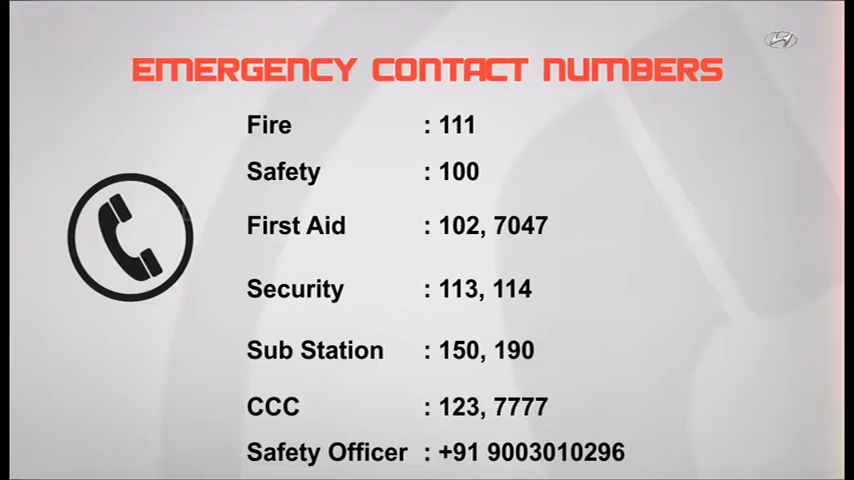 EMERGENCY CONTACT NUMBERS
Fire : 111
Safety : 100
First Aid : 102, 7047
Security : 113, 114
Sub Station : 150, 190
CCC : 123, 7777
Safety Officer : +91 9003010296